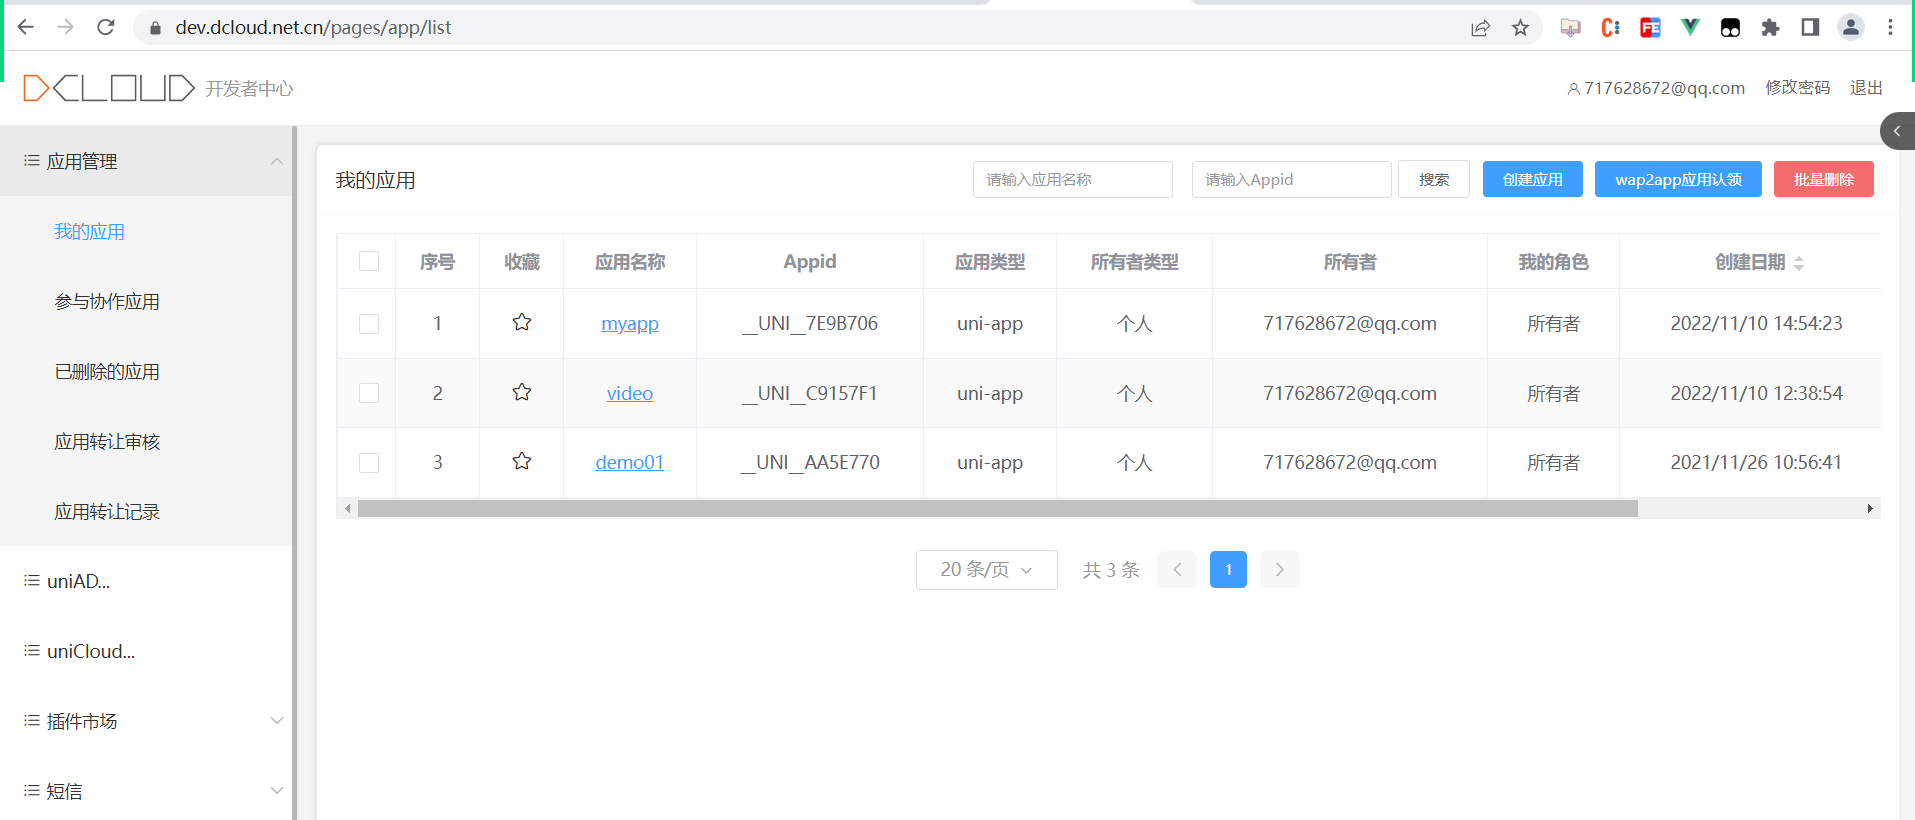 dev.dcloud.net.cn/pages/app/list
DCLOUD 开发者中心
717628672@qq.com 修改密码 退出
应用管理
我的应用
参与协作应用
已删除的应用
应用转让审核
应用转让记录
uniAD...
uniCloud...
插件市场
短信
我的应用 请输入应用名称 请输入Appid 搜索 创建应用 wap2app应用认领 批量删除
序号 收藏 应用名称 Appid 应用类型 所有者类型 所有者 我的角色 创建日期
1 myapp __UNI__7E9B706 uni-app 个人 717628672@qq.com 所有者 2022/11/10 14:54:23
2 video __UNI__C9157F1 uni-app 个人 717628672@qq.com 所有者 2022/11/10 12:38:54
3 demo01 __UNI__AA5E770 uni-app 个人 717628672@qq.com 所有者 2021/11/26 10:56:41
20 条/页 共 3 条 1